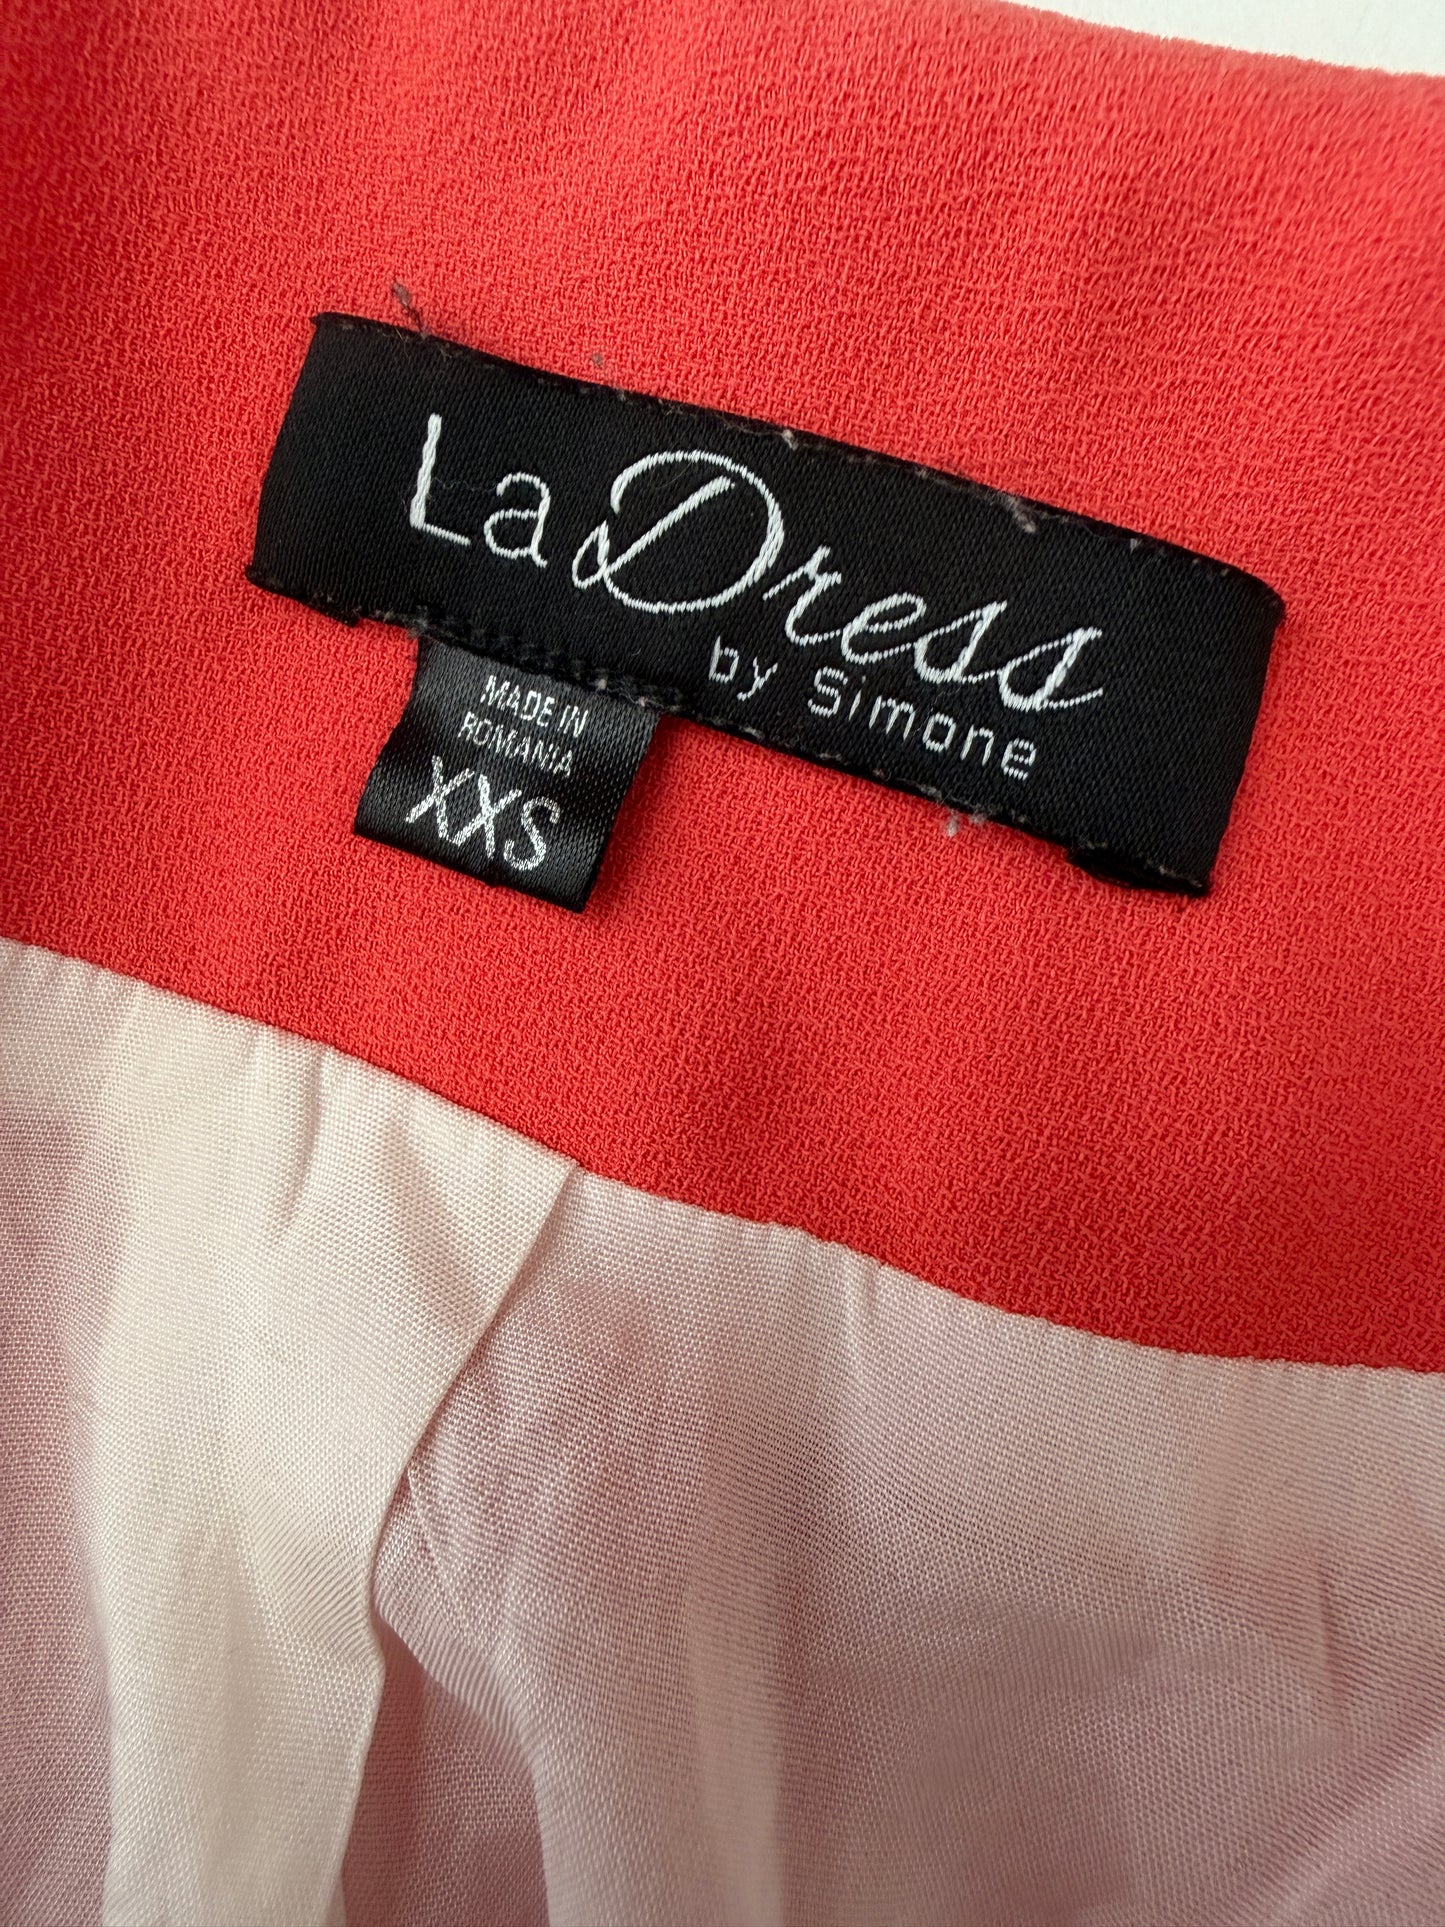 La Dress
by Simone
MADE IN
ROMANIA
XXS